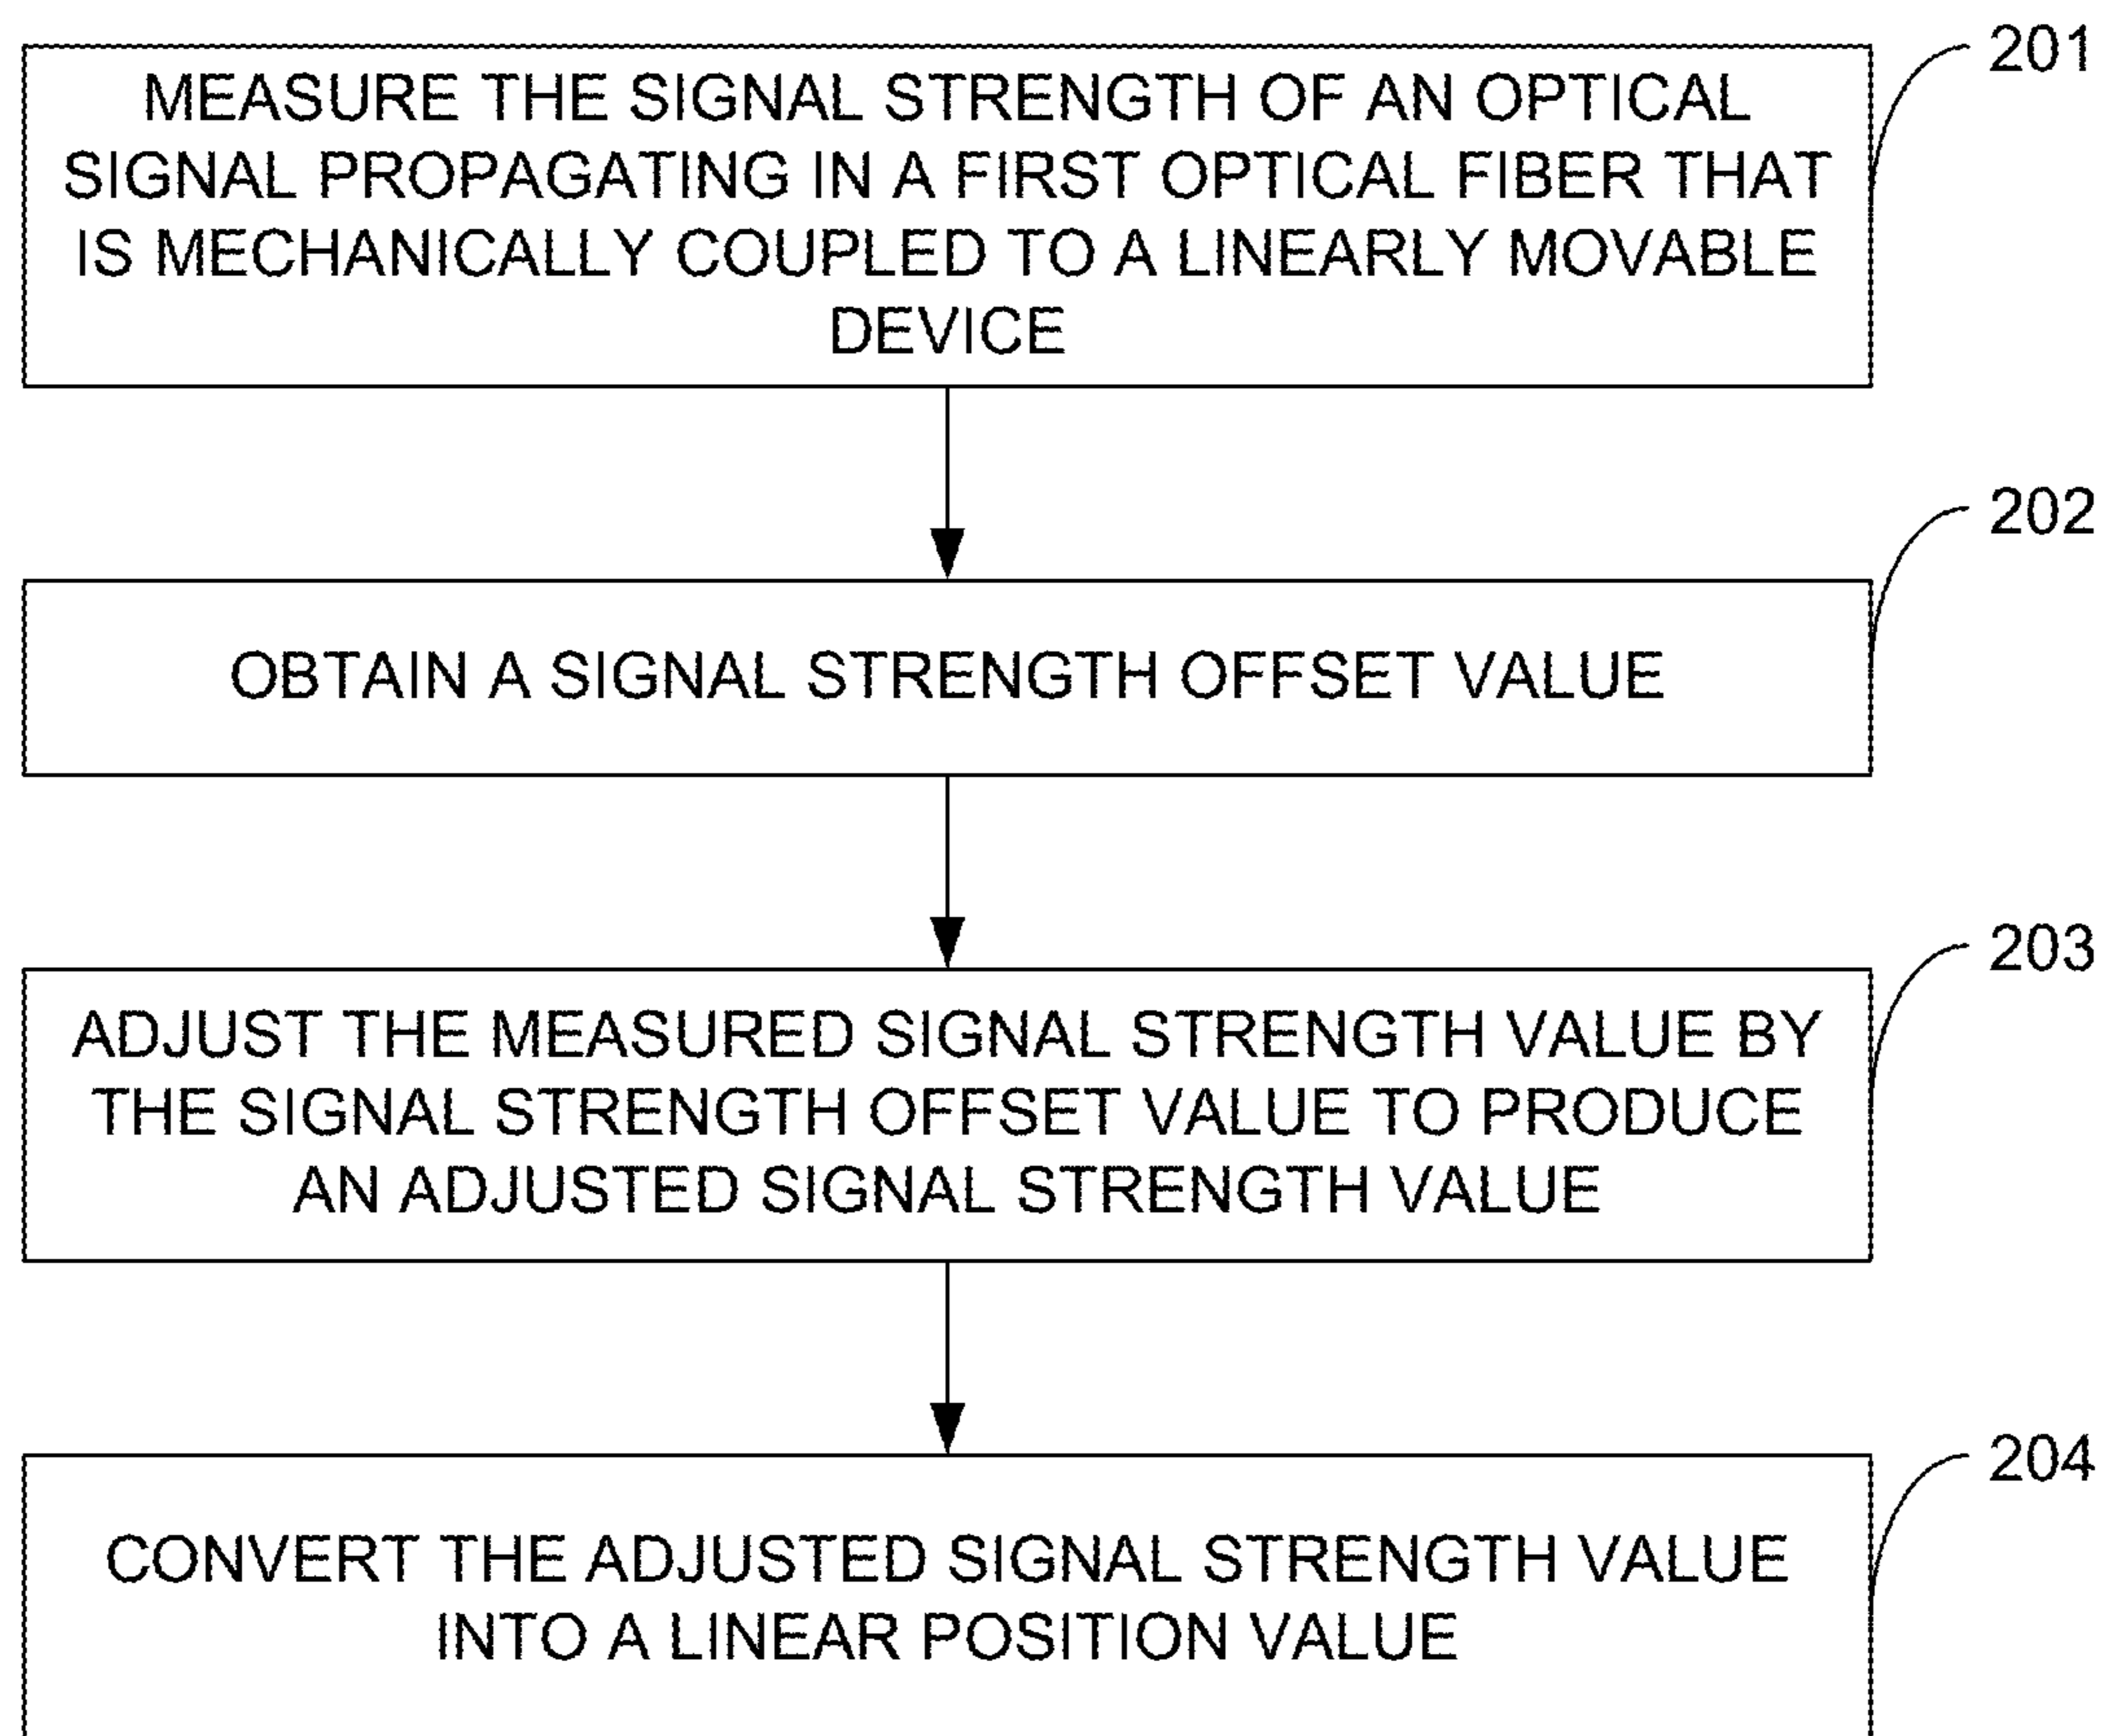 201
MEASURE THE SIGNAL STRENGTH OF AN OPTICAL
SIGNAL PROPAGATING IN A FIRST OPTICAL FIBER THAT
IS MECHANICALLY COUPLED TO A LINEARLY MOVABLE
DEVICE
202
OBTAIN A SIGNAL STRENGTH OFFSET VALUE
203
ADJUST THE MEASURED SIGNAL STRENGTH VALUE BY
THE SIGNAL STRENGTH OFFSET VALUE TO PRODUCE
AN ADJUSTED SIGNAL STRENGTH VALUE
204
CONVERT THE ADJUSTED SIGNAL STRENGTH VALUE
INTO A LINEAR POSITION VALUE